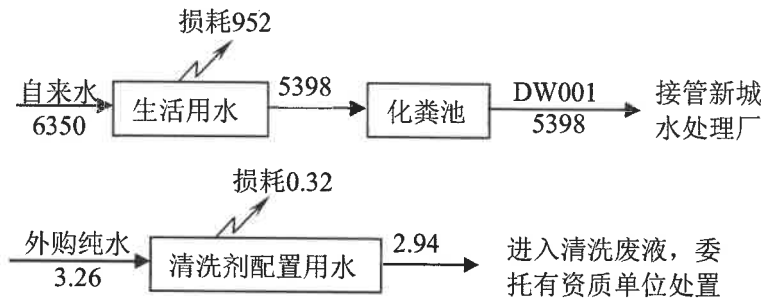 损耗952
自来水
6350
生活用水
5398
化粪池
DW001
5398
接管新城
水处理厂
损耗0.32
外购纯水
3.26
清洗剂配置用水
2.94
进入清洗废液，委
托有资质单位处置